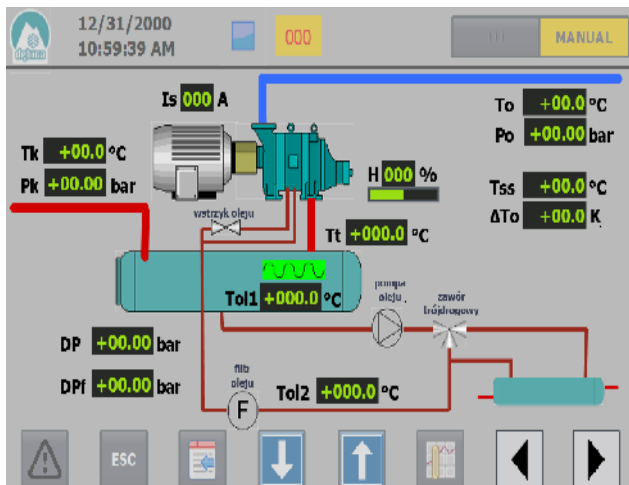 12/31/2000
10:59:39 AM
000
MANUAL
Is 000 A
To +00.0 °C
Po +00.00 bar
Tk +00.0 °C
Pk +00.00 bar
H 000 %
Tss +00.0 °C
ΔTo +00.0 K
wstrzyk oleju
Tt +000.0 °C
Tol1 +000.0 °C
pompa
oleju
zawór
trójdrogowy
DP +00.00 bar
DPf +00.00 bar
filtr
oleju
F
Tol2 +000.0 °C
ESC